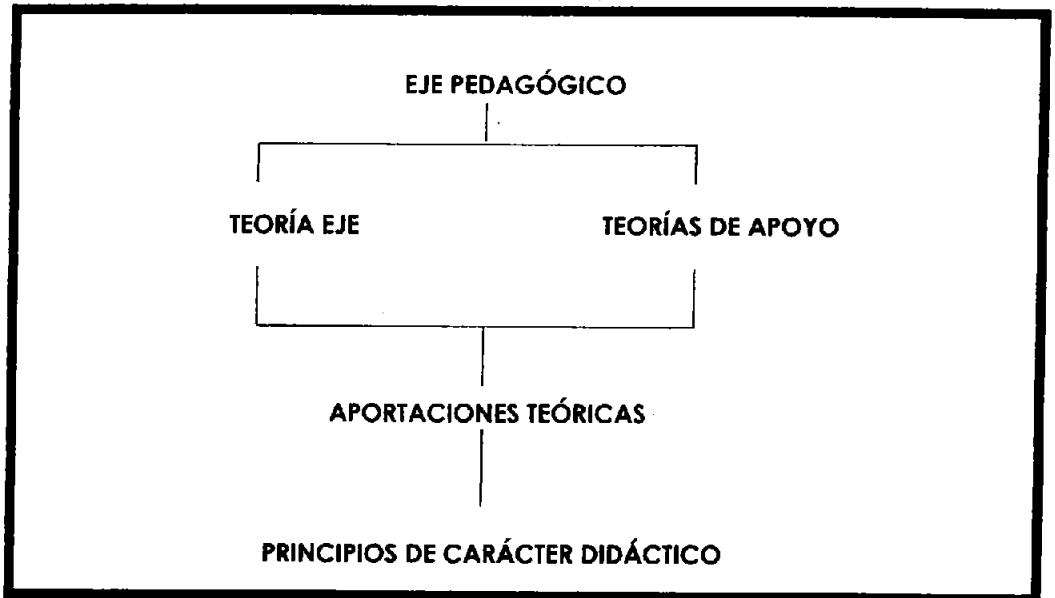 EJE PEDAGÓGICO
TEORÍA EJE TEORÍAS DE APOYO
APORTACIONES TEÓRICAS
PRINCIPIOS DE CARÁCTER DIDÁCTICO